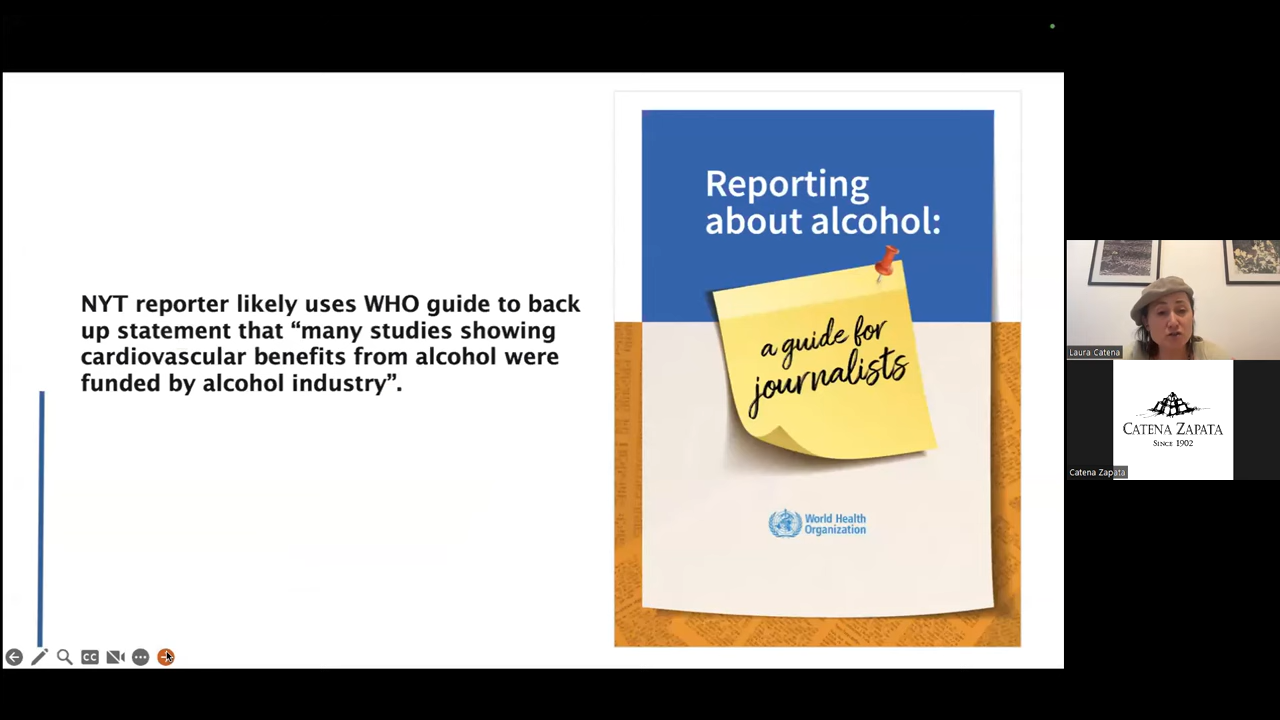 NYT reporter likely uses WHO guide to back
up statement that “many studies showing
cardiovascular benefits from alcohol were
funded by alcohol industry”.
Reporting
about alcohol:
a guide for
journalists
World Health
Organization
CC
Laura Catena
CATENA ZAPATA
SINCE 1902
Catena Zapata